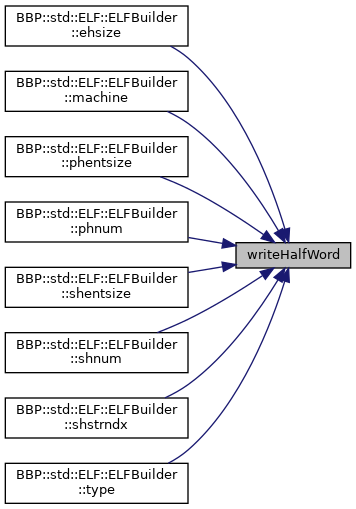 BBP::std::ELF::ELFBuilder
::ehsize
BBP::std::ELF::ELFBuilder
::machine
BBP::std::ELF::ELFBuilder
::phentsize
BBP::std::ELF::ELFBuilder
::phnum
writeHalfWord
BBP::std::ELF::ELFBuilder
::shentsize
BBP::std::ELF::ELFBuilder
::shnum
BBP::std::ELF::ELFBuilder
::shstrndx
BBP::std::ELF::ELFBuilder
::type